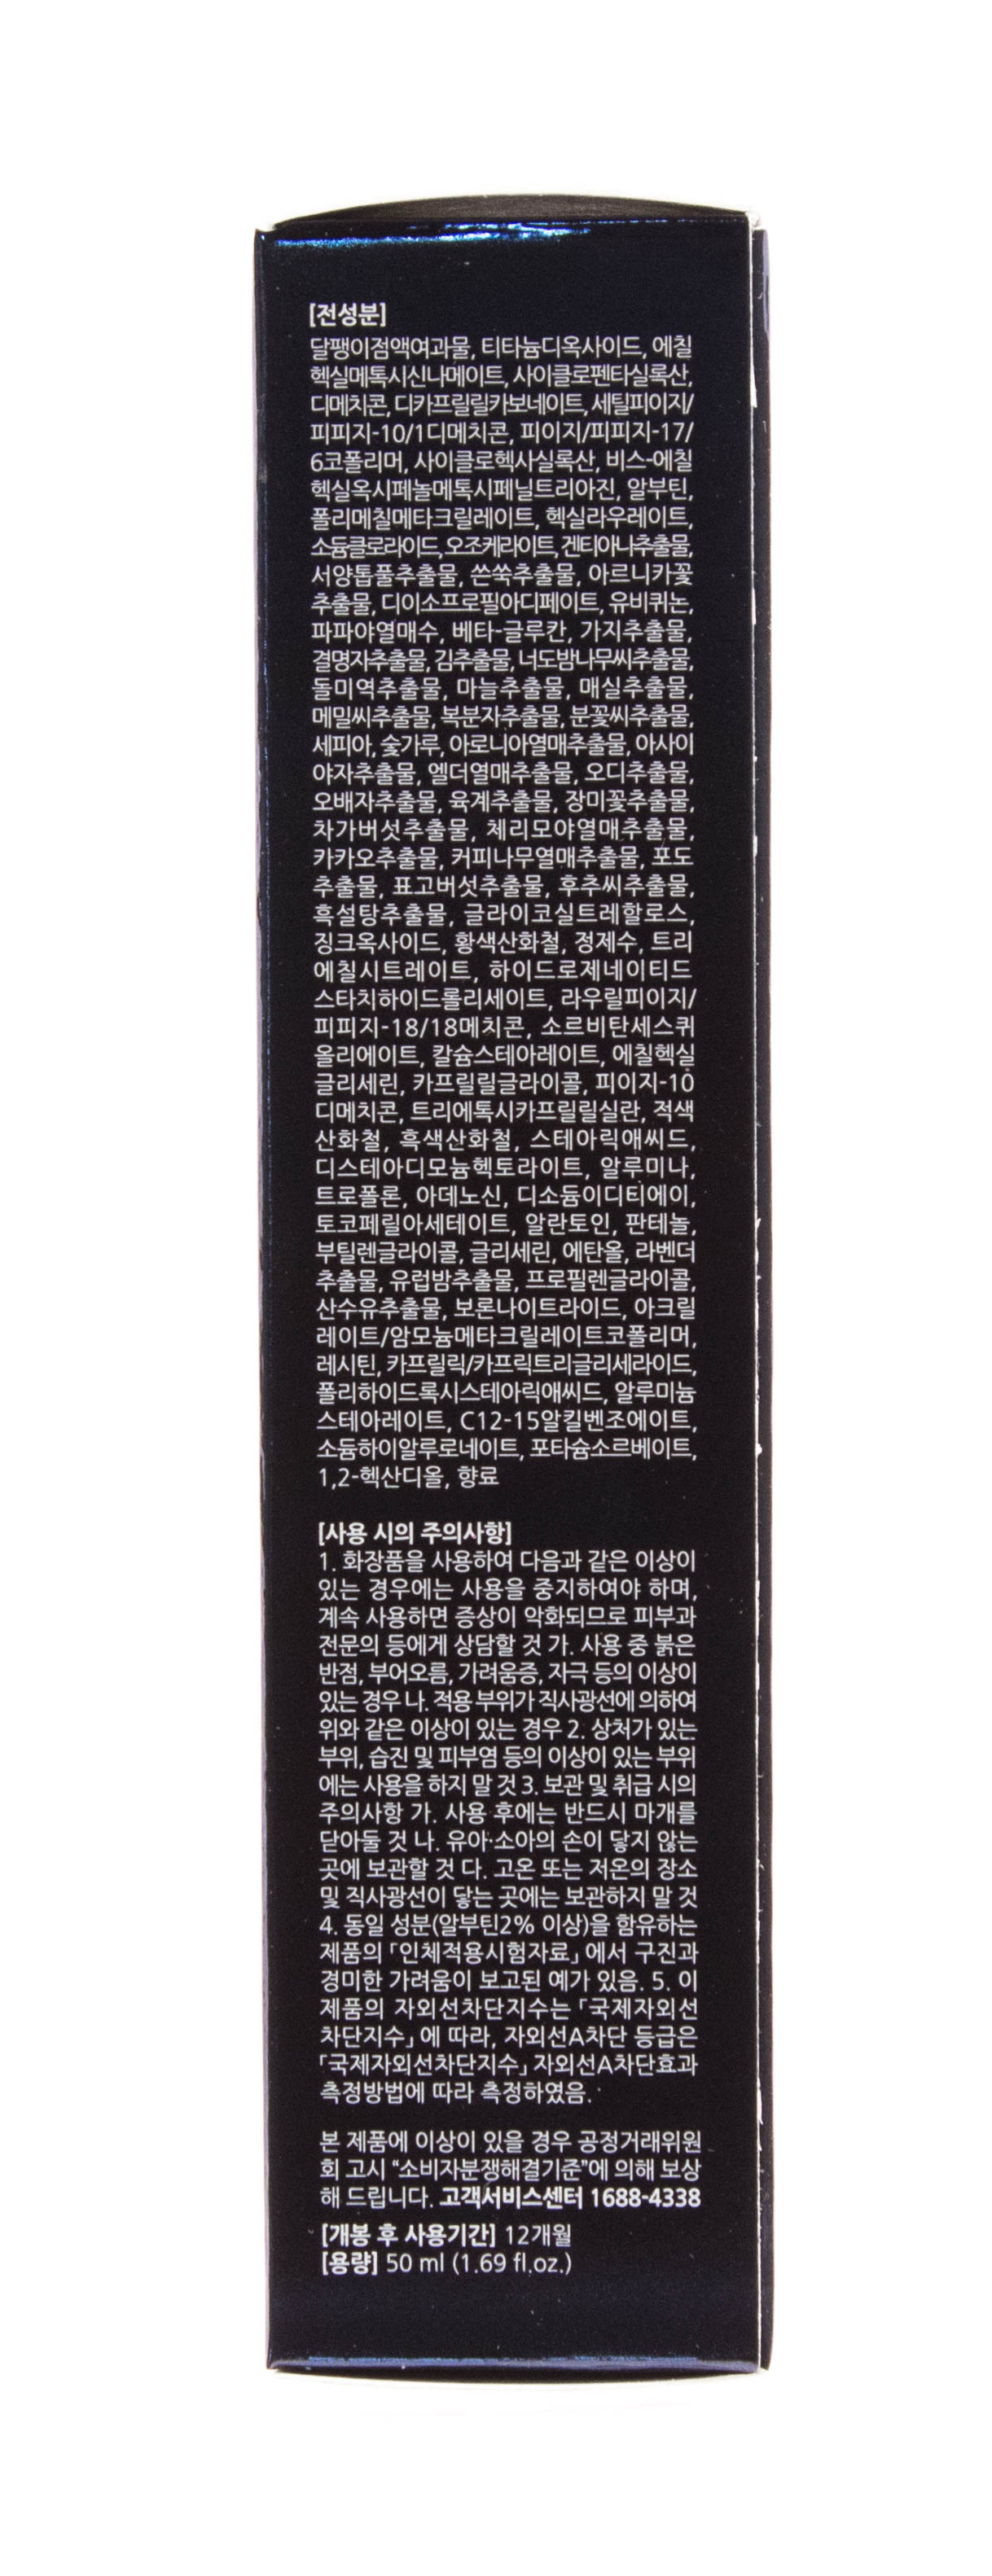 [전성분]
달팽이점액여과물, 티타늄디옥사이드, 에칠
헥실메톡시신나메이트, 사이클로펜타실록산,
디메치콘, 디카프릴릴카보네이트, 세틸피이지/
피피지-10/1디메치콘, 피이지/피피지-17/
6코폴리머, 사이클로헥사실록산, 비스-에칠
헥실옥시페놀메톡시페닐트리아진, 알부틴,
폴리메칠메타크릴레이트, 헥실라우레이트,
소듐클로라이드, 오조케라이트, 겐티아나추출물,
서양톱풀추출물, 쓴쑥추출물, 아르니카꽃
추출물, 디이소프로필아디페이트, 유비퀴논,
파파야열매수, 베타-글루칸, 가지추출물,
결명자추출물, 김추출물, 너도밤나무씨추출물,
돌미역추출물, 마늘추출물, 매실추출물,
메밀씨추출물, 복분자추출물, 분꽃씨추출물,
세피아, 숯가루, 아로니아열매추출물, 아사이
야자추출물, 엘더열매추출물, 오디추출물,
오배자추출물, 육계추출물, 장미꽃추출물,
차가버섯추출물, 체리모야열매추출물,
카카오추출물, 커피나무열매추출물, 포도
추출물, 표고버섯추출물, 후추씨추출물,
흑설탕추출물, 글라이코실트레할로스,
징크옥사이드, 황색산화철, 정제수, 트리
에칠시트레이트, 하이드로제네이티드
스타치하이드롤리세이트, 라우릴피이지/
피피지-18/18메치콘, 소르비탄세스퀴
올리에이트, 칼슘스테아레이트, 에칠헥실
글리세린, 카프릴릴글라이콜, 피이지-10
디메치콘, 트리에톡시카프릴릴실란, 적색
산화철, 흑색산화철, 스테아릭애씨드,
디스테아디모늄헥토라이트, 알루미나,
트로폴론, 아데노신, 디소듐이디티에이,
토코페릴아세테이트, 알란토인, 판테놀,
부틸렌글라이콜, 글리세린, 에탄올, 라벤더
추출물, 유럽밤추출물, 프로필렌글라이콜,
산수유추출물, 보론나이트라이드, 아크릴
레이트/암모늄메타크릴레이트코폴리머,
레시틴, 카프릴릭/카프릭트리글리세라이드,
폴리하이드록시스테아릭애씨드, 알루미늄
스테아레이트, C12-15알킬벤조에이트,
소듐하이알루로네이트, 포타슘소르베이트,
1,2-헥산디올, 향료
[사용 시의 주의사항]
1. 화장품을 사용하여 다음과 같은 이상이
있는 경우에는 사용을 중지하여야 하며,
계속 사용하면 증상이 악화되므로 피부과
전문의 등에게 상담할 것 가. 사용 중 붉은
반점, 부어오름, 가려움증, 자극 등의 이상이
있는 경우 나. 적용 부위가 직사광선에 의하여
위와 같은 이상이 있는 경우 2. 상처가 있는
부위, 습진 및 피부염 등의 이상이 있는 부위
에는 사용을 하지 말 것 3. 보관 및 취급 시의
주의사항 가. 사용 후에는 반드시 마개를
닫아둘 것 나. 유아·소아의 손이 닿지 않는
곳에 보관할 것 다. 고온 또는 저온의 장소
및 직사광선이 닿는 곳에는 보관하지 말 것
4. 동일 성분(알부틴2% 이상)을 함유하는
제품의 「인체적용시험자료」에서 구진과
경미한 가려움이 보고된 예가 있음. 5. 이
제품의 자외선차단지수는 「국제자외선
차단지수」에 따라, 자외선A차단 등급은
「국제자외선차단지수」 자외선A차단효과
측정방법에 따라 측정하였음.
본 제품에 이상이 있을 경우 공정거래위원
회 고시 “소비자분쟁해결기준”에 의해 보상
해 드립니다. 고객서비스센터 1688-4338
[개봉 후 사용기간] 12개월
[용량] 50 ml (1.69 fl.oz.)